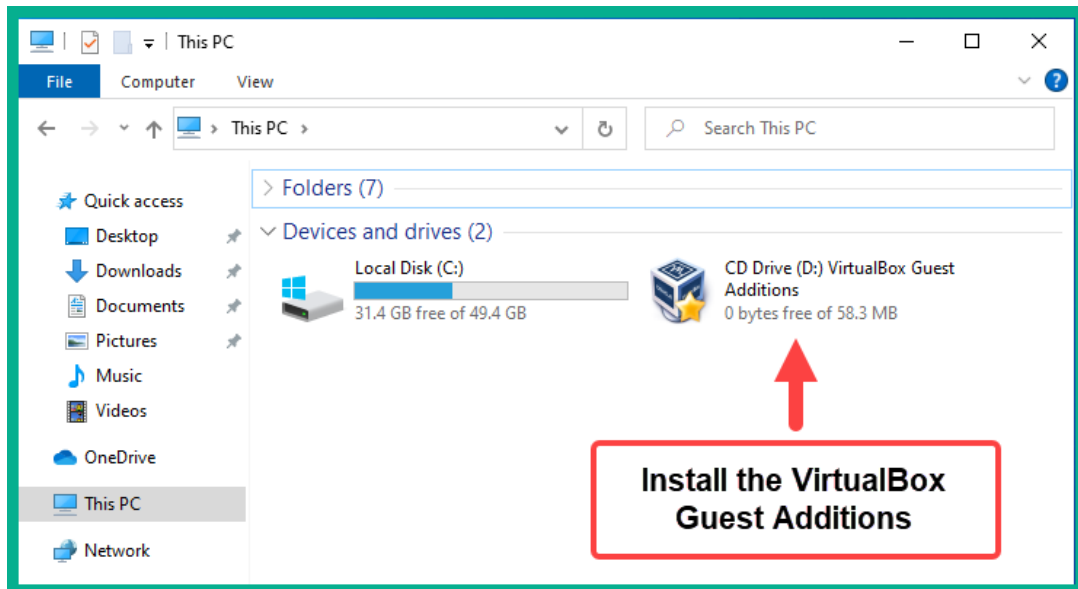 This PC
File Computer View
This PC
Search This PC
Quick access
Desktop
Downloads
Documents
Pictures
Music
Videos
OneDrive
This PC
Network
Folders (7)
Devices and drives (2)
Local Disk (C:)
31.4 GB free of 49.4 GB
CD Drive (D:) VirtualBox Guest
Additions
0 bytes free of 58.3 MB
Install the VirtualBox
Guest Additions